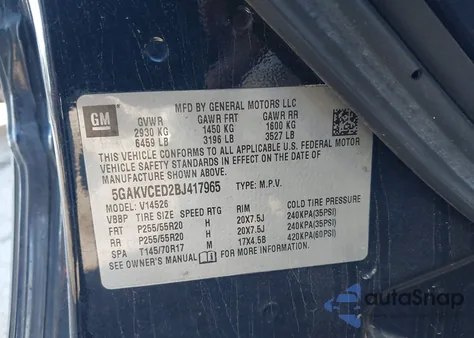 MFD BY GENERAL MOTORS LLC
GM
GVWR GAWR FRT GAWR RR
2930 KG 1450 KG 1600 KG
6459 LB 3196 LB 3527 LB
THIS VEHICLE CONFORMS TO ALL APPLICABLE U.S. FEDERAL MOTOR
VEHICLE SAFETY STANDARDS IN EFFECT ON THE DATE OF
MANUFACTURE SHOWN ABOVE.
5GAKVCED2BJ417965 TYPE: M.P.V.
MODEL: V14526
VBBP TIRE SIZE SPEED RTG RIM COLD TIRE PRESSURE
FRT P255/55R20 H 20X7.5J 240KPA(35PSI)
RR P255/55R20 H 20X7.5J 240KPA(35PSI)
SPA T145/70R17 M 17X4.5B 420KPA(60PSI)
SEE OWNER'S MANUAL FOR MORE INFORMATION.
autoSnap